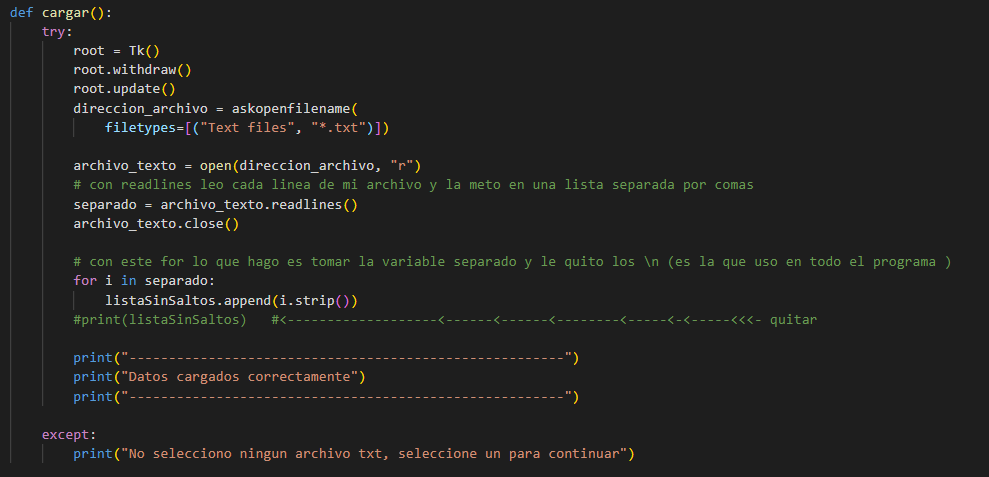 def cargar():
    try:
        root = Tk()
        root.withdraw()
        root.update()
        direccion_archivo = askopenfilename(
            filetypes=[("Text files", "*.txt")])
        archivo_texto = open(direccion_archivo, "r")
        # con readlines leo cada linea de mi archivo y la meto en una lista separada por comas
        separado = archivo_texto.readlines()
        archivo_texto.close()
        # con este for lo que hago es tomar la variable separado y le quito los \n (es la que uso en todo el programa )
        for i in separado:
            listaSinSaltos.append(i.strip())
        #print(listaSinSaltos)   #<-------------------<------<------<--------<-----<-<-----<<<- quitar
        print("-------------------------------------------------------")
        print("Datos cargados correctamente")
        print("-------------------------------------------------------")
    except:
        print("No selecciono ningun archivo txt, seleccione un para continuar")